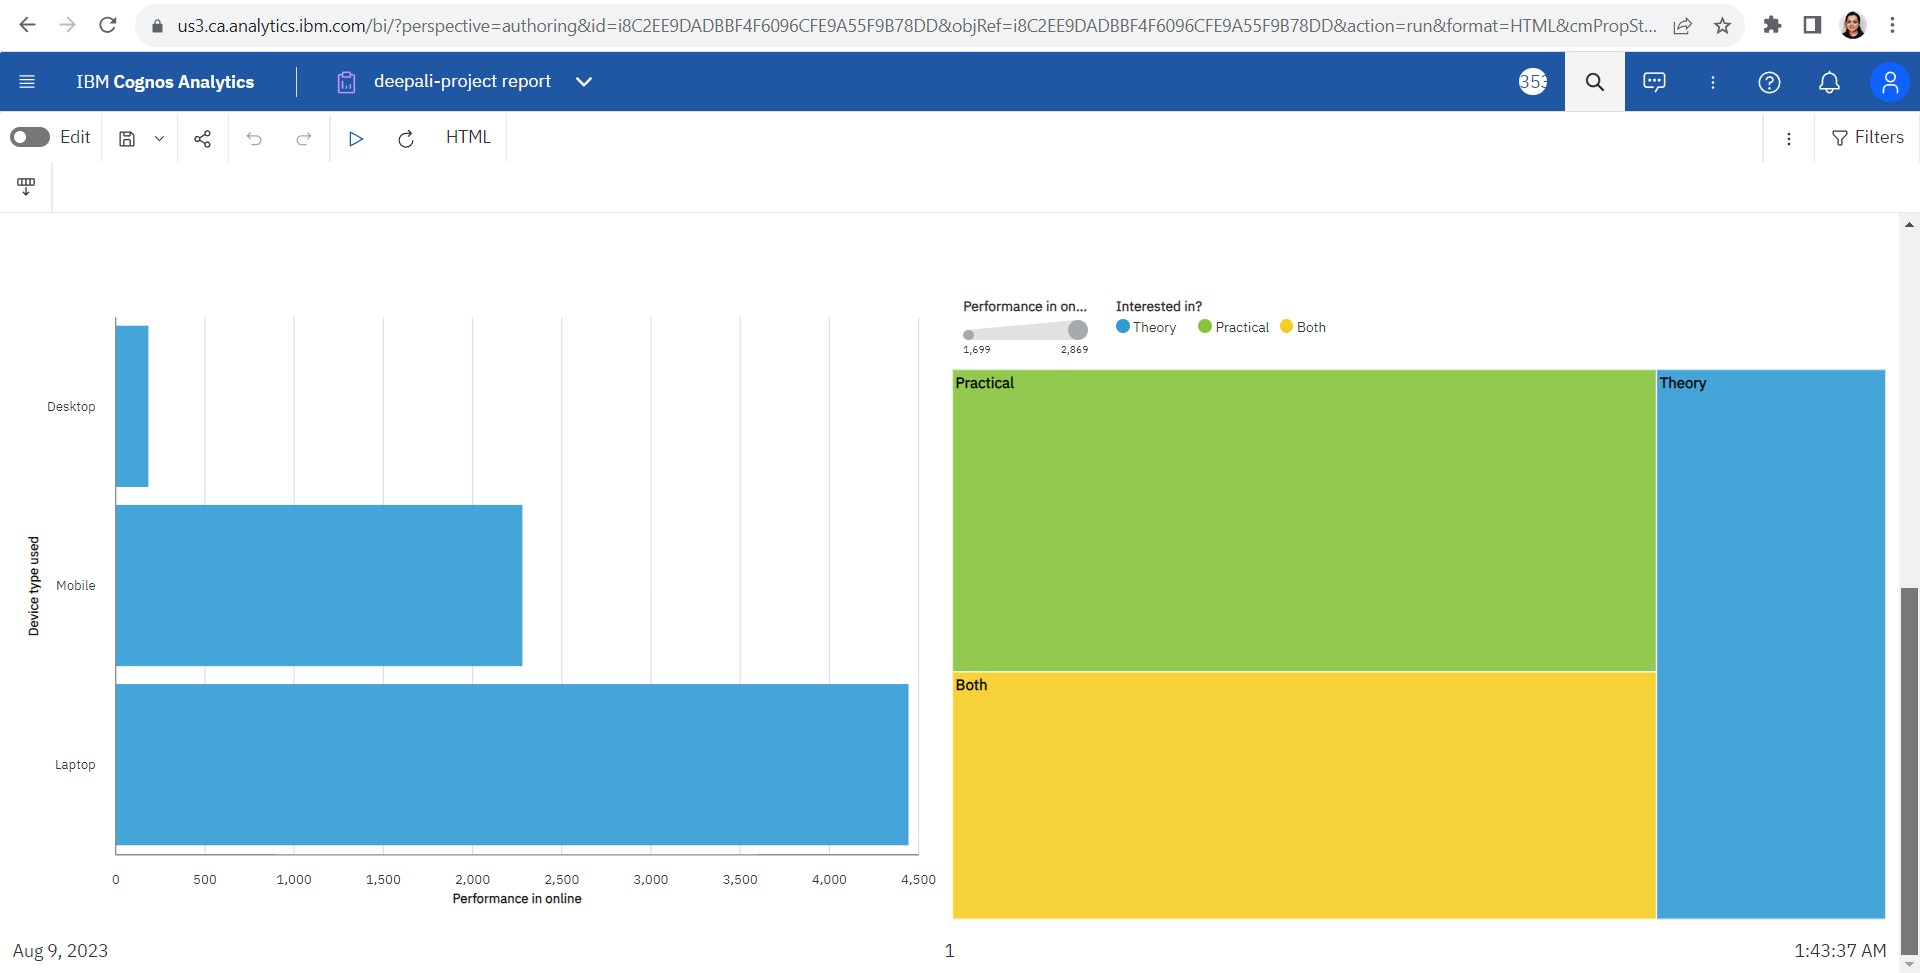 us3.ca.analytics.ibm.com/bi/?perspective=authoring&id=i8C2EE9DADBBF4F6096CFE9A55F9B78DD&objRef=i8C2EE9DADBBF4F6096CFE9A55F9B78DD&action=run&format=HTML&cmPropSt...
IBM Cognos Analytics
deepali-project report
353
Edit
HTML
Filters
Desktop
Mobile
Laptop
Device type used
0 500 1,000 1,500 2,000 2,500 3,000 3,500 4,000 4,500
Performance in online
Performance in on...
1,699 2,869
Interested in?
Theory Practical Both
Practical
Theory
Both
Aug 9, 2023
1
1:43:37 AM